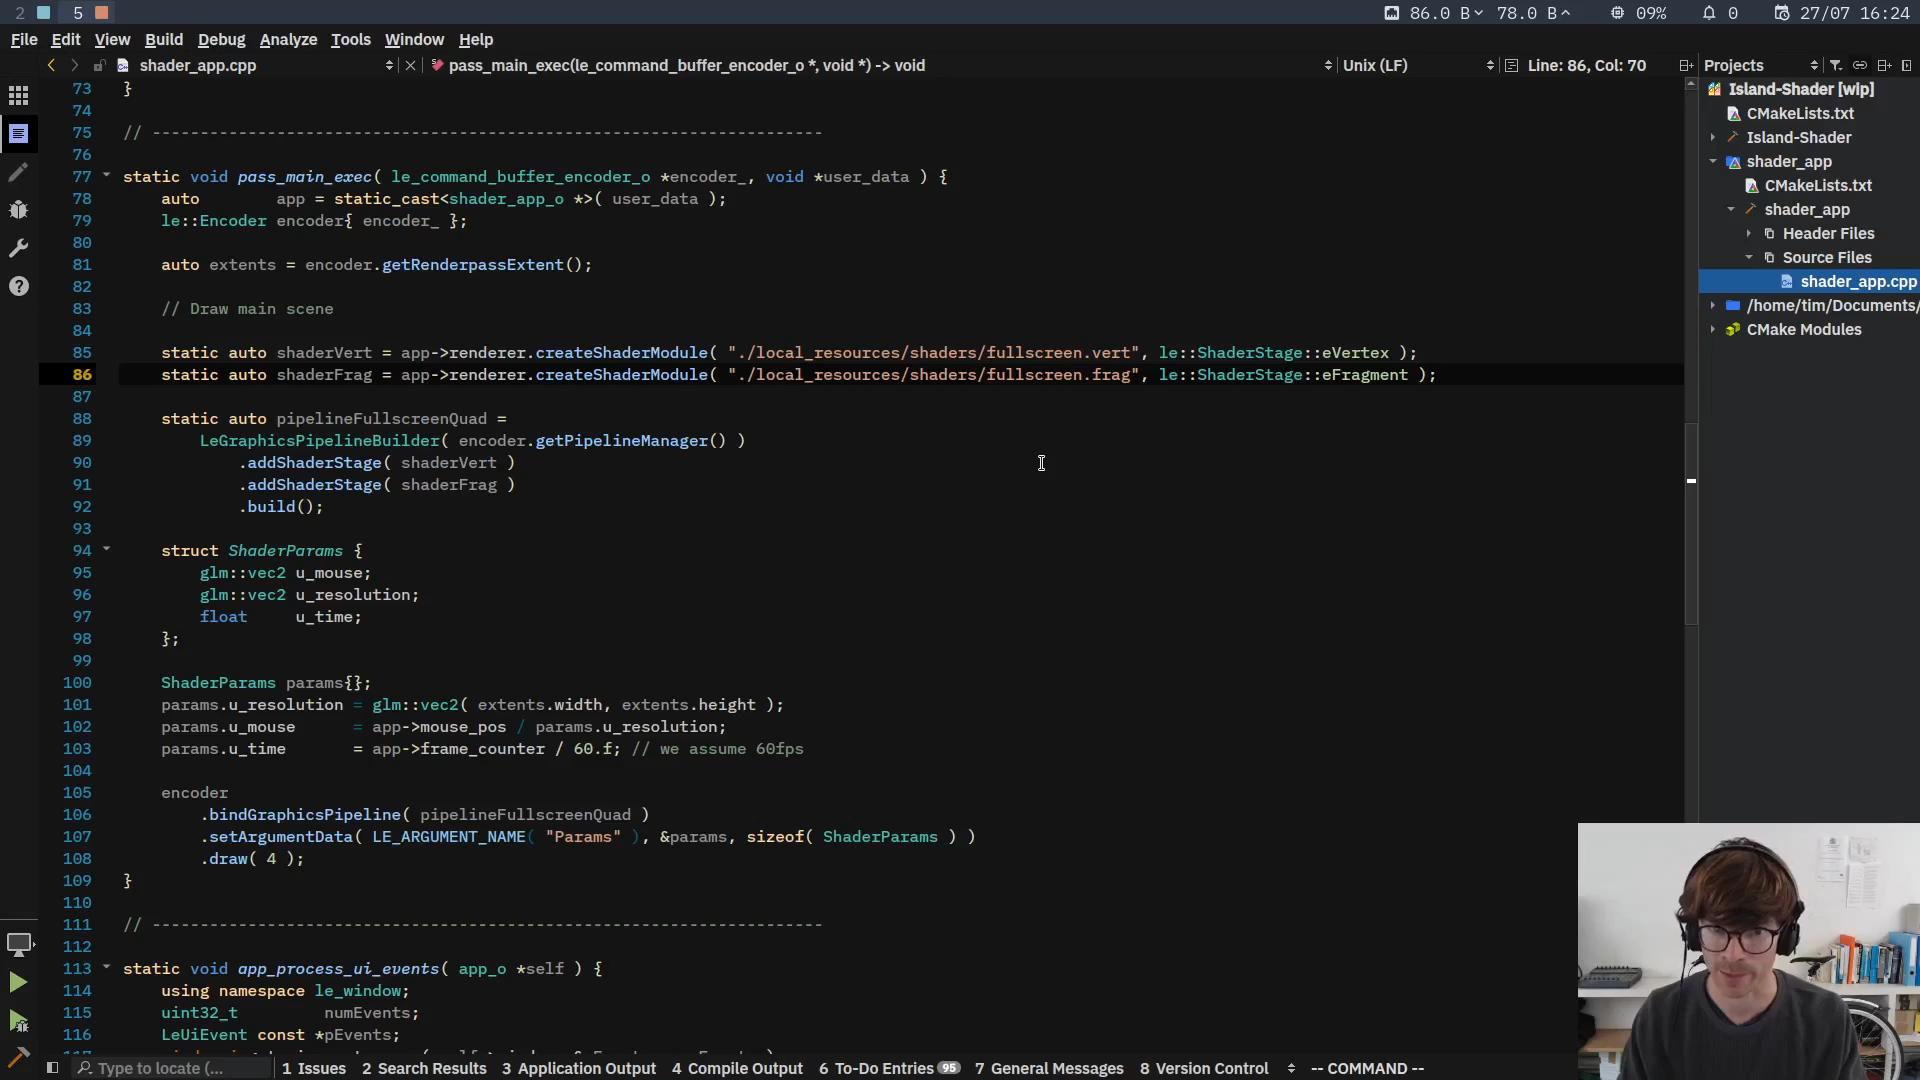 2 5 86.0 B 78.0 B 09% 0 27/07 16:24
File Edit View Build Debug Analyze Tools Window Help
shader_app.cpp pass_main_exec(le_command_buffer_encoder_o *, void *) -> void Unix (LF) Line: 86, Col: 70 Projects
73 }
74
75 // ----------------------------------------------------------------------
76
77 static void pass_main_exec( le_command_buffer_encoder_o *encoder_, void *user_data ) {
78 auto app = static_cast<shader_app_o *>( user_data );
79 le::Encoder encoder{ encoder_ };
80
81 auto extents = encoder.getRenderpassExtent();
82
83 // Draw main scene
84
85 static auto shaderVert = app->renderer.createShaderModule( "./local_resources/shaders/fullscreen.vert", le::ShaderStage::eVertex );
86 static auto shaderFrag = app->renderer.createShaderModule( "./local_resources/shaders/fullscreen.frag", le::ShaderStage::eFragment );
87
88 static auto pipelineFullscreenQuad =
89 LeGraphicsPipelineBuilder( encoder.getPipelineManager() )
90 .addShaderStage( shaderVert )
91 .addShaderStage( shaderFrag )
92 .build();
93
94 struct ShaderParams {
95 glm::vec2 u_mouse;
96 glm::vec2 u_resolution;
97 float u_time;
98 };
99
100 ShaderParams params{};
101 params.u_resolution = glm::vec2( extents.width, extents.height );
102 params.u_mouse = app->mouse_pos / params.u_resolution;
103 params.u_time = app->frame_counter / 60.f; // we assume 60fps
104
105 encoder
106 .bindGraphicsPipeline( pipelineFullscreenQuad )
107 .setArgumentData( LE_ARGUMENT_NAME( "Params" ), &params, sizeof( ShaderParams ) )
108 .draw( 4 );
109 }
110
111 // ----------------------------------------------------------------------
112
113 static void app_process_ui_events( app_o *self ) {
114 using namespace le_window;
115 uint32_t numEvents;
116 LeUiEvent const *pEvents;
Island-Shader [wip]
CMakeLists.txt
Island-Shader
shader_app
CMakeLists.txt
shader_app
Header Files
Source Files
shader_app.cpp
/home/tim/Documents/
CMake Modules
Type to locate (... 1 Issues 2 Search Results 3 Application Output 4 Compile Output 6 To-Do Entries 95 7 General Messages 8 Version Control -- COMMAND --